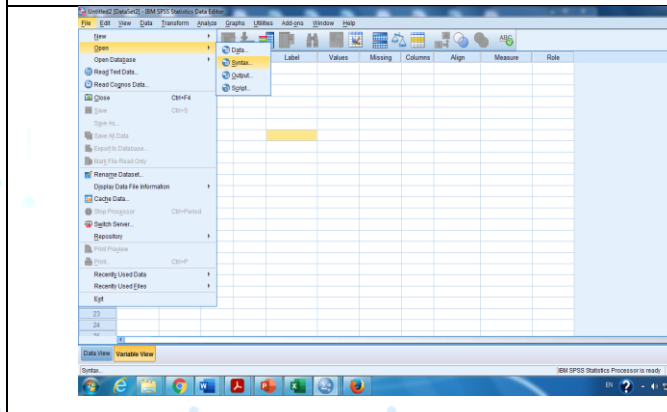 Untitled2 [DataSet2] - IBM SPSS Statistics Data Editor
File Edit View Data Transform Analyze Graphs Utilities Add-ons Window Help
New
Open
Data...
Syntax...
Output...
Script...
Open Database
Read Text Data...
Read Cognos Data...
Close Ctrl+F4
Save Ctrl+S
Save As...
Save All Data
Export to Database...
Mark File Read Only
Rename Dataset...
Display Data File Information
Cache Data...
Stop Processor Ctrl+Period
Switch Server...
Repository
Print Preview
Print... Ctrl+P
Recently Used Data
Recently Used Files
Exit
Label Values Missing Columns Align Measure Role
23
24
Data View Variable View
Syntax... IBM SPSS Statistics Processor is ready
EN